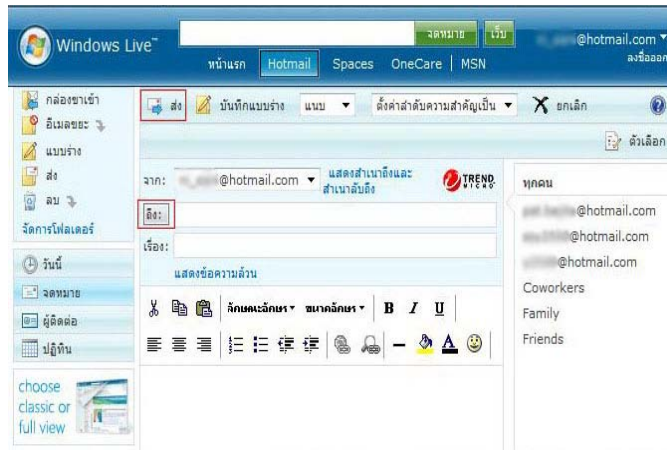 Windows Live™
จดหมาย
เว็บ
@hotmail.com
ลงชื่อออก
หน้าแรก Hotmail Spaces OneCare | MSN
กล่องขาเข้า
อีเมลขยะ
แบบร่าง
ส่ง
ลบ
จัดการโฟลเดอร์
วันนี้
จดหมาย
ผู้ติดต่อ
ปฏิทิน
choose
classic or
full view
ส่ง บันทึกแบบร่าง แนบ ตั้งค่าลำดับความสำคัญเป็น ยกเลิก
ตัวเลือก
จาก: @hotmail.com แสดงสำเนาถึงและ
สำเนาลับถึง
TREND
MICRO
ถึง:
เรื่อง:
แสดงข้อความล้วน
ลักษณะอักษร ขนาดอักษร B I U
A
ทุกคน
@hotmail.com
@hotmail.com
@hotmail.com
Coworkers
Family
Friends